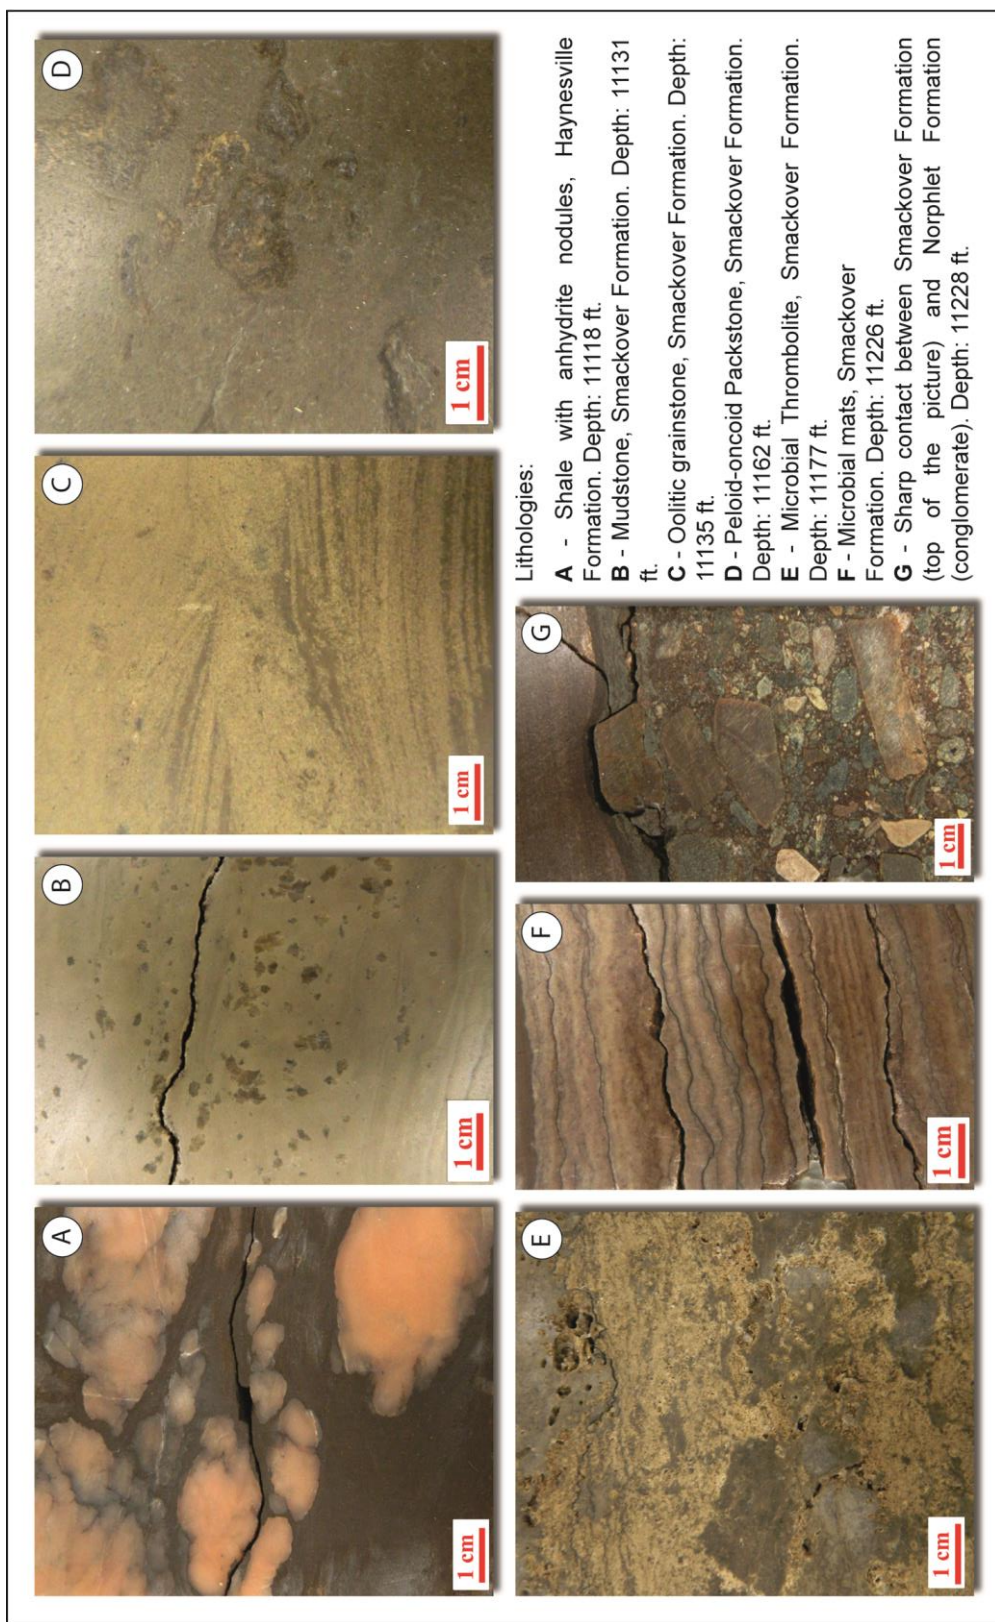 A
1 cm
B
1 cm
C
1 cm
D
1 cm
E
1 cm
F
1 cm
G
1 cm
Lithologies:
A - Shale with anhydrite nodules, Haynesville
Formation. Depth: 11118 ft.
B - Mudstone, Smackover Formation. Depth: 11131
ft.
C - Oolitic grainstone, Smackover Formation. Depth:
11135 ft.
D - Peloid-oncoid Packstone, Smackover Formation.
Depth: 11162 ft.
E - Microbial Thrombolite, Smackover Formation.
Depth: 11177 ft.
F - Microbial mats, Smackover
Formation. Depth: 11226 ft.
G - Sharp contact between Smackover Formation
(top of the picture) and Norphlet Formation
(conglomerate). Depth: 11228 ft.